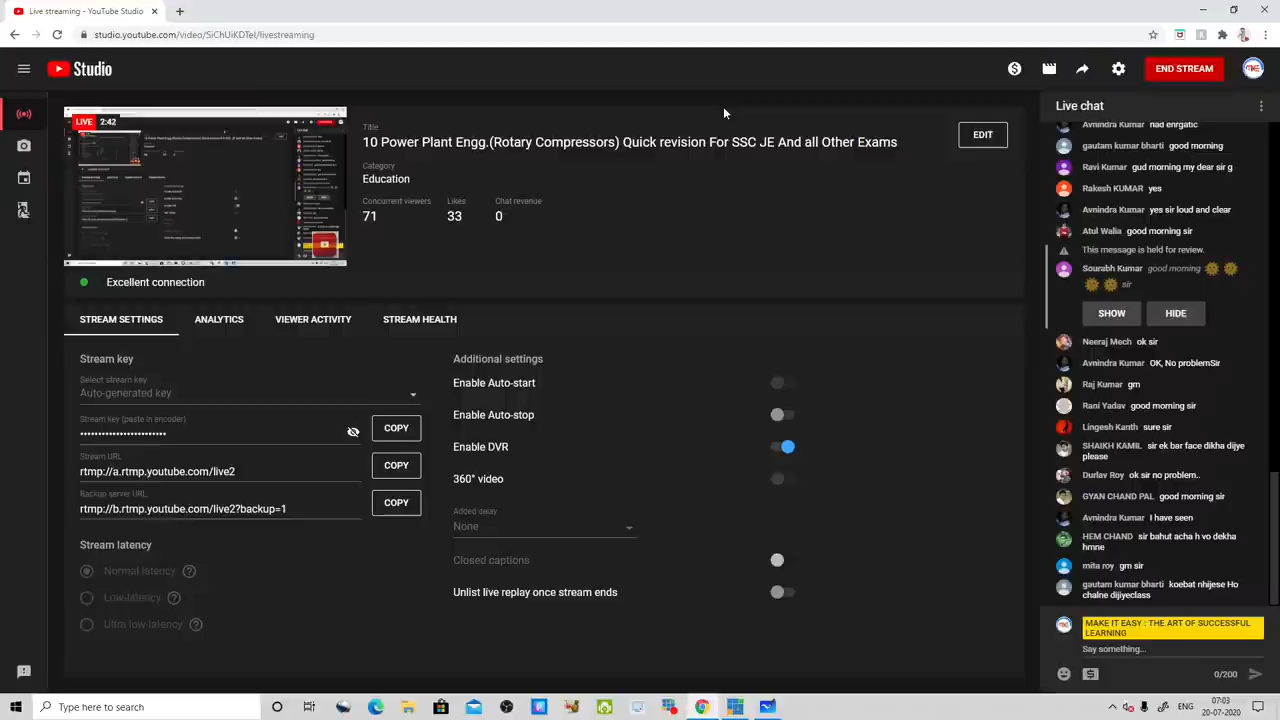 Live streaming - YouTube Studio
studio.youtube.com/video/SiChUiKDTeI/livestreaming
Studio
END STREAM
LIVE 2:42
Title
10 Power Plant Engg (Rotary Compressors) Quick revision For GATE And all Other Exams
EDIT
Category
Education
Concurrent viewers Likes Chat revenue
71 33 0
Excellent connection
STREAM SETTINGS ANALYTICS VIEWER ACTIVITY STREAM HEALTH
Stream key
Select stream key
Auto-generated key
Stream key (paste in encoder)
COPY
Stream URL
rtmp://a.rtmp.youtube.com/live2
COPY
Backup server URL
rtmp://b.rtmp.youtube.com/live2?backup=1
COPY
Stream latency
Normal latency
Low-latency
Ultra low-latency
Additional settings
Enable Auto-start
Enable Auto-stop
Enable DVR
360° video
Added delay
None
Closed captions
Unlist live replay once stream ends
Live chat
Avnindra Kumar
gautam kumar bharti good morning
Ravi Kumar gud morning my dear sir g
Rakesh KUMAR yes
Avnindra Kumar yes sir and and clear
Atul Walia good morning sir
This message is held for review.
Sourabh Kumar good morning
sir
SHOW HIDE
Neeraj Mech ok sir
Avnindra Kumar OK, No problemSir
Raj Kumar gm
Rani Yadav good morning sir
Lingesh Kanth sure sir
SHAIKH KAMIL sir ek bar face dikha dijye
please
Durlav Roy ok sir no problem..
GYAN CHAND PAL good morning sir
Avnindra Kumar I have seen
HEM CHAND sir bahut acha h vo dekha
hmne
mita roy gm sir
gautam kumar bharti koebat nhijese Ho
chalne dijiyeclass
MAKE IT EASY : THE ART OF SUCCESSFUL
LEARNING
Say something...
0/200
Type here to search
ENG
07:03
20-07-2020